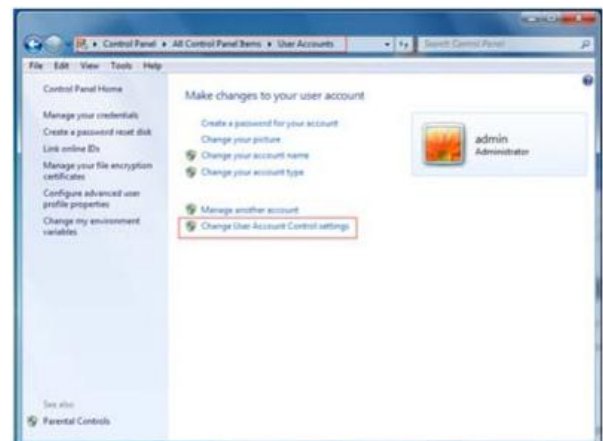 Control Panel ▸ All Control Panel Items ▸ User Accounts
Search Control Panel
File Edit View Tools Help
Control Panel Home
Manage your credentials
Create a password reset disk
Link online IDs
Manage your file encryption
certificates
Configure advanced user
profile properties
Change my environment
variables
See also
Parental Controls
Make changes to your user account
Create a password for your account
Change your picture
Change your account name
Change your account type
Manage another account
Change User Account Control settings
admin
Administrator